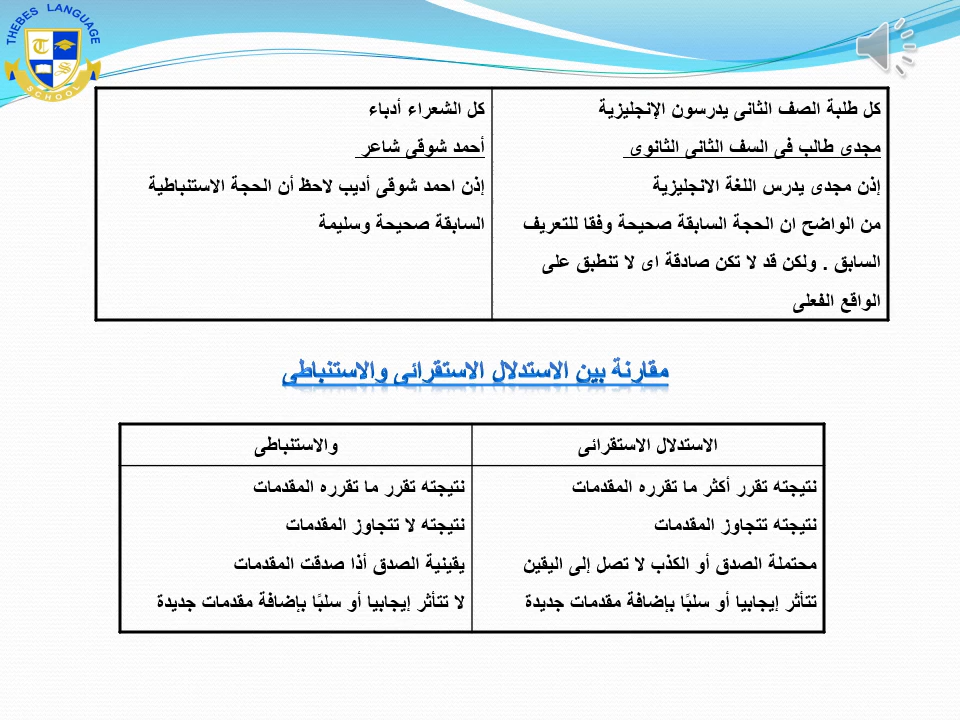 THEBES LANGUAGE
T S
SCHOOL
كل طلبة الصف الثانى يدرسون الإنجليزية
مجدى طالب فى السف الثانى الثانوى
إذن مجدى يدرس اللغة الانجليزية
من الواضح ان الحجة السابقة صحيحة وفقا للتعريف
السابق . ولكن قد لا تكن صادقة اى لا تنطبق على
الواقع الفعلى
كل الشعراء أدباء
أحمد شوقى شاعر
إذن احمد شوقى أديب لاحظ أن الحجة الاستنباطية
السابقة صحيحة وسليمة
مقارنة بين الاستدلال الاستقرائى والاستنباطى
الاستدلال الاستقرائى
نتيجته تقرر أكثر ما تقرره المقدمات
نتيجته تتجاوز المقدمات
محتملة الصدق أو الكذب لا تصل إلى اليقين
تتأثر إيجابيا أو سلبًا بإضافة مقدمات جديدة
والاستنباطى
نتيجته تقرر ما تقرره المقدمات
نتيجته لا تتجاوز المقدمات
يقينية الصدق أذا صدقت المقدمات
لا تتأثر إيجابيا أو سلبًا بإضافة مقدمات جديدة